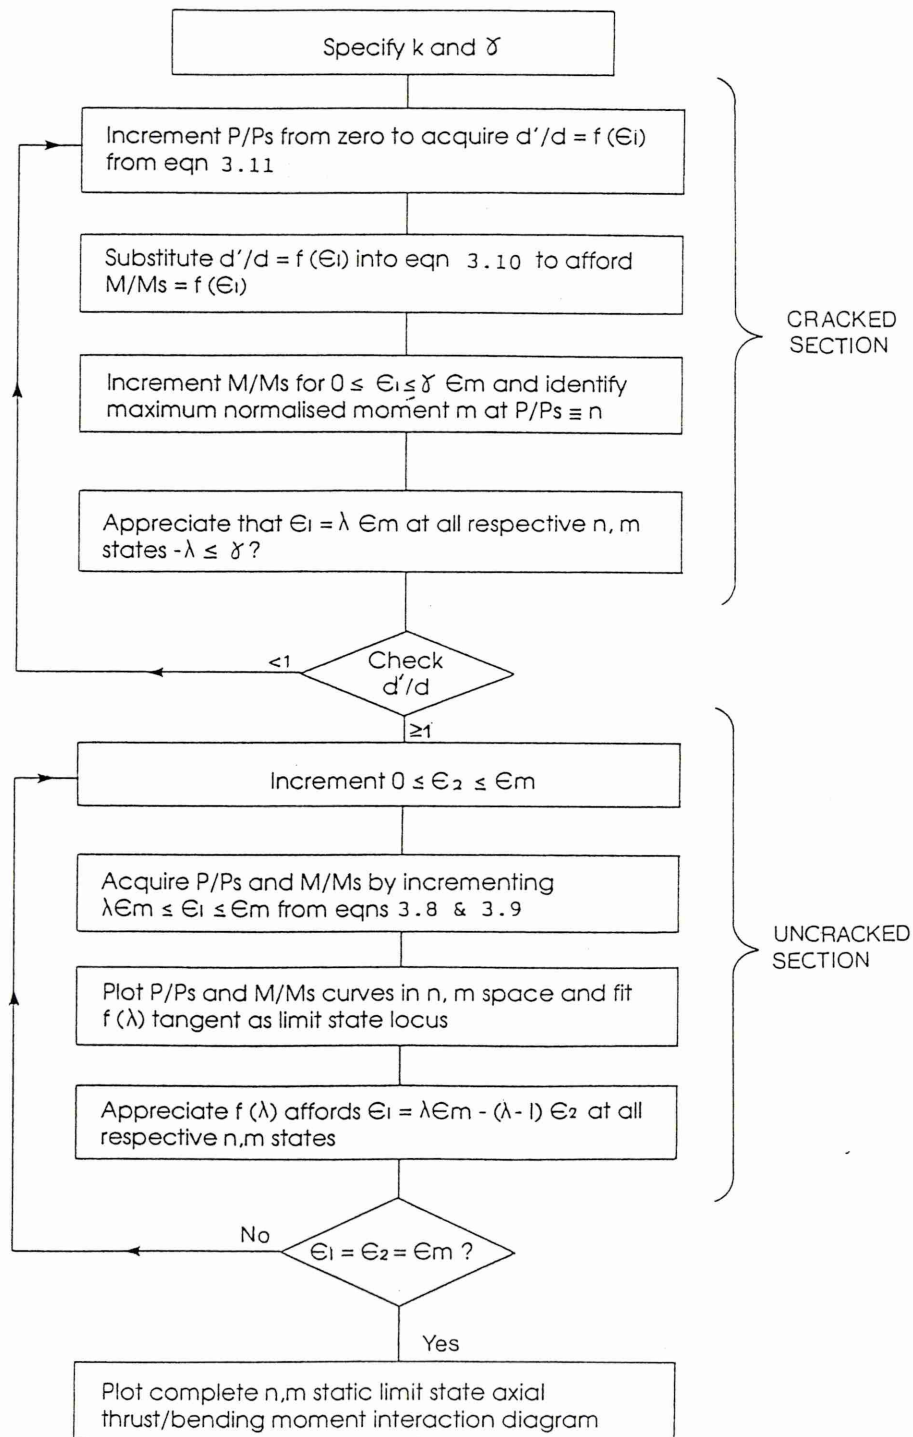 Specify k and ɣ
Increment P/Ps from zero to acquire d′/d = f (Є₁)
from eqn 3.11
Substitute d′/d = f (Є₁) into eqn 3.10 to afford
M/Ms = f (Є₁)
CRACKED
SECTION
Increment M/Ms for 0 ≤ Є₁ ≤ ɣ Єm and identify
maximum normalised moment m at P/Ps ≡ n
Appreciate that Є₁ = λ Єm at all respective n, m
states -λ ≤ ɣ?
<1
Check
d′/d
≥1
Increment 0 ≤ Є₂ ≤ Єm
Acquire P/Ps and M/Ms by incrementing
λЄm ≤ Є₁ ≤ Єm from eqns 3.8 & 3.9
UNCRACKED
SECTION
Plot P/Ps and M/Ms curves in n, m space and fit
f (λ) tangent as limit state locus
Appreciate f (λ) affords Є₁ = λЄm - (λ - 1) Є₂ at all
respective n,m states
No
Є₁ = Є₂ = Єm ?
Yes
Plot complete n,m static limit state axial
thrust/bending moment interaction diagram